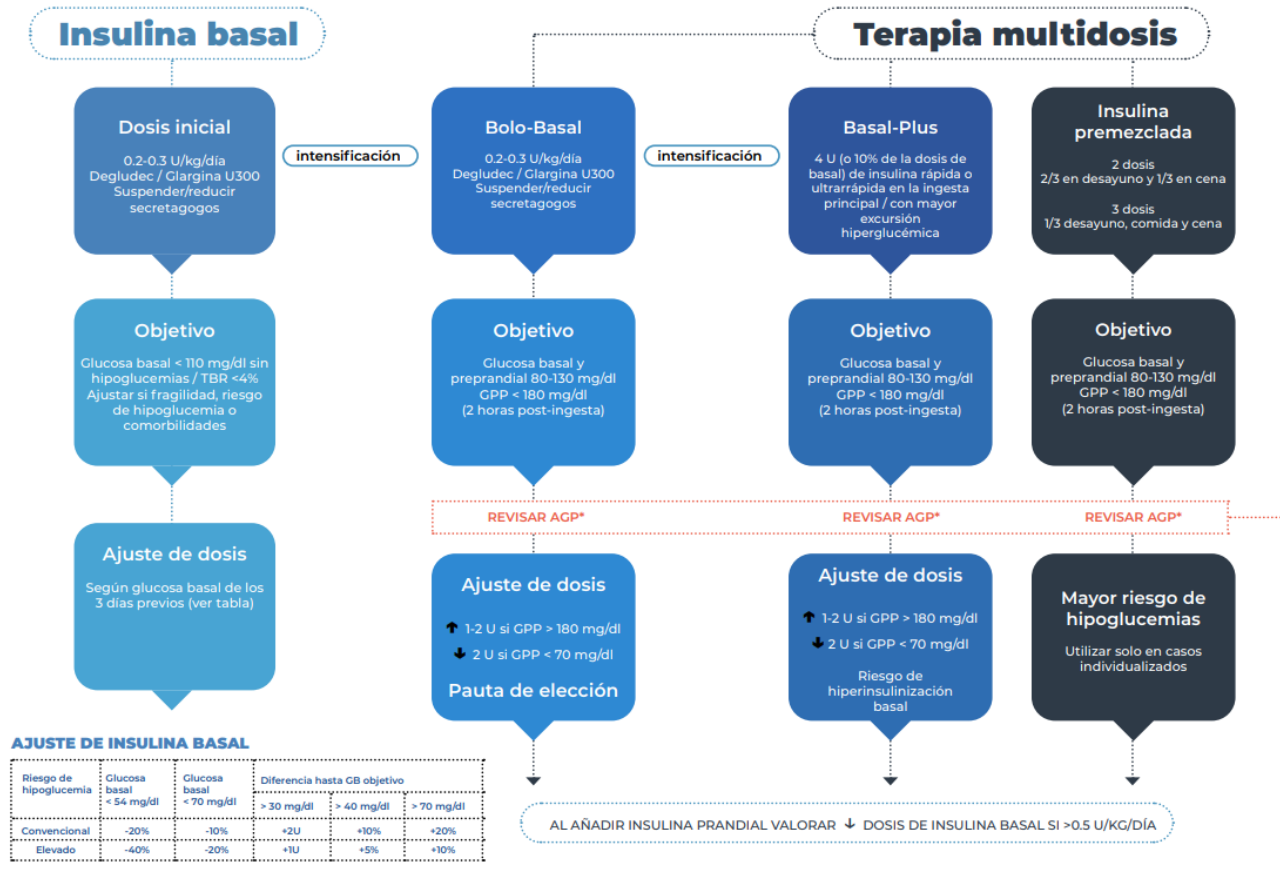 Insulina basal
Terapia multidosis
Dosis inicial
0.2-0.3 U/kg/día
Degludec / Glargina U300
Suspender/reducir
secretagogos
intensificación
Bolo-Basal
0.2-0.3 U/kg/día
Degludec / Glargina U300
Suspender/reducir
secretagogos
intensificación
Basal-Plus
4 U (o 10% de la dosis de
basal) de insulina rápida o
ultrarrápida en la ingesta
principal / con mayor
excursión
hiperglucémica
Insulina
premezclada
2 dosis
2/3 en desayuno y 1/3 en cena
3 dosis
1/3 desayuno, comida y cena
Objetivo
Glucosa basal < 110 mg/dl sin
hipoglucemias / TBR <4%
Ajustar si fragilidad, riesgo
de hipoglucemia o
comorbilidades
Objetivo
Glucosa basal y
preprandial 80-130 mg/dl
GPP < 180 mg/dl
(2 horas post-ingesta)
Objetivo
Glucosa basal y
preprandial 80-130 mg/dl
GPP < 180 mg/dl
(2 horas post-ingesta)
Objetivo
Glucosa basal y
preprandial 80-130 mg/dl
GPP < 180 mg/dl
(2 horas post-ingesta)
REVISAR AGP*
REVISAR AGP*
REVISAR AGP*
Ajuste de dosis
Según glucosa basal de los
3 días previos (ver tabla)
Ajuste de dosis
↑ 1-2 U si GPP > 180 mg/dl
↓ 2 U si GPP < 70 mg/dl
Pauta de elección
Ajuste de dosis
↑ 1-2 U si GPP > 180 mg/dl
↓ 2 U si GPP < 70 mg/dl
Riesgo de
hiperinsulinización
basal
Mayor riesgo de
hipoglucemias
Utilizar solo en casos
individualizados
AJUSTE DE INSULINA BASAL
Riesgo de
hipoglucemia
Glucosa
basal
< 54 mg/dl
Glucosa
basal
< 70 mg/dl
Diferencia hasta GB objetivo
> 30 mg/dl > 40 mg/dl > 70 mg/dl
Convencional -20% -10% +2U +10% +20%
Elevado -40% -20% +1U +5% +10%
AL AÑADIR INSULINA PRANDIAL VALORAR ↓ DOSIS DE INSULINA BASAL SI >0.5 U/KG/DÍA